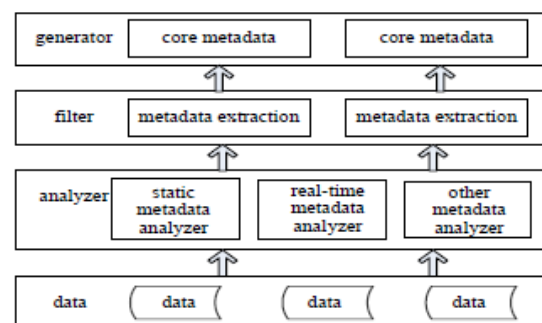 generator core metadata core metadata
filter metadata extraction metadata extraction
static real-time other
analyzer metadata metadata metadata
analyzer analyzer analyzer
data data data data